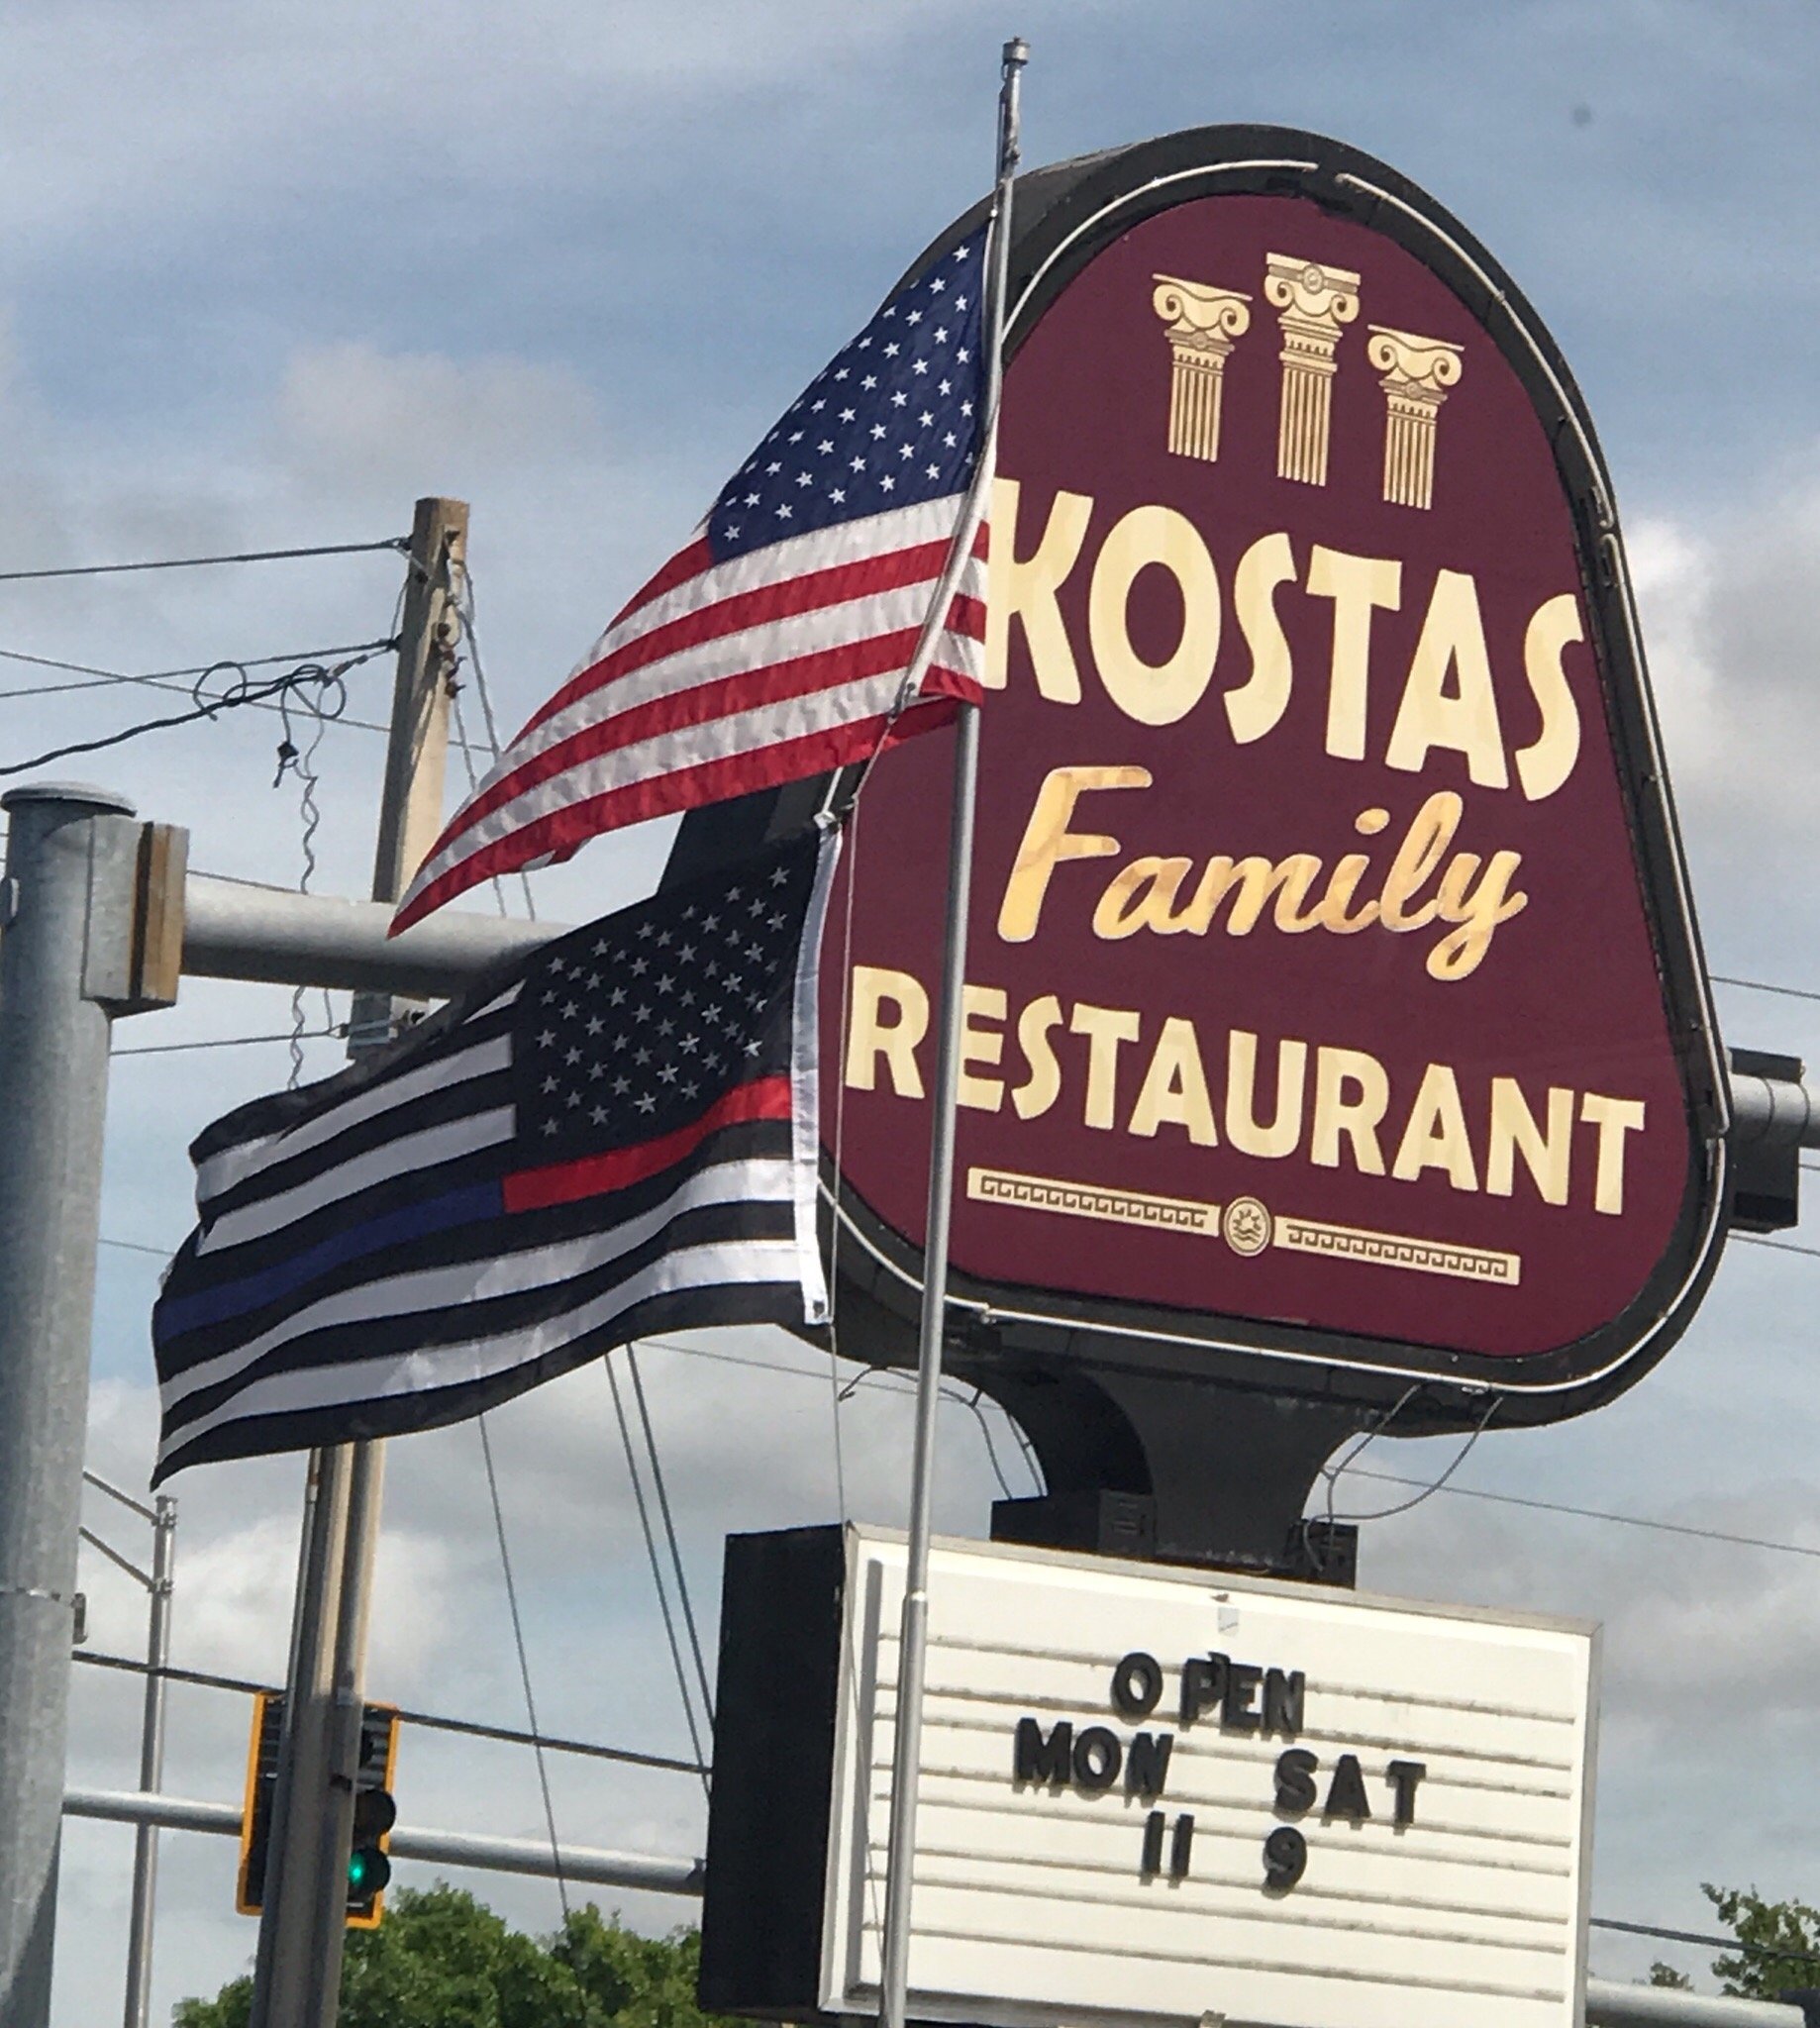 KOSTAS
Family
RESTAURANT
OPEN
MON SAT
11 9